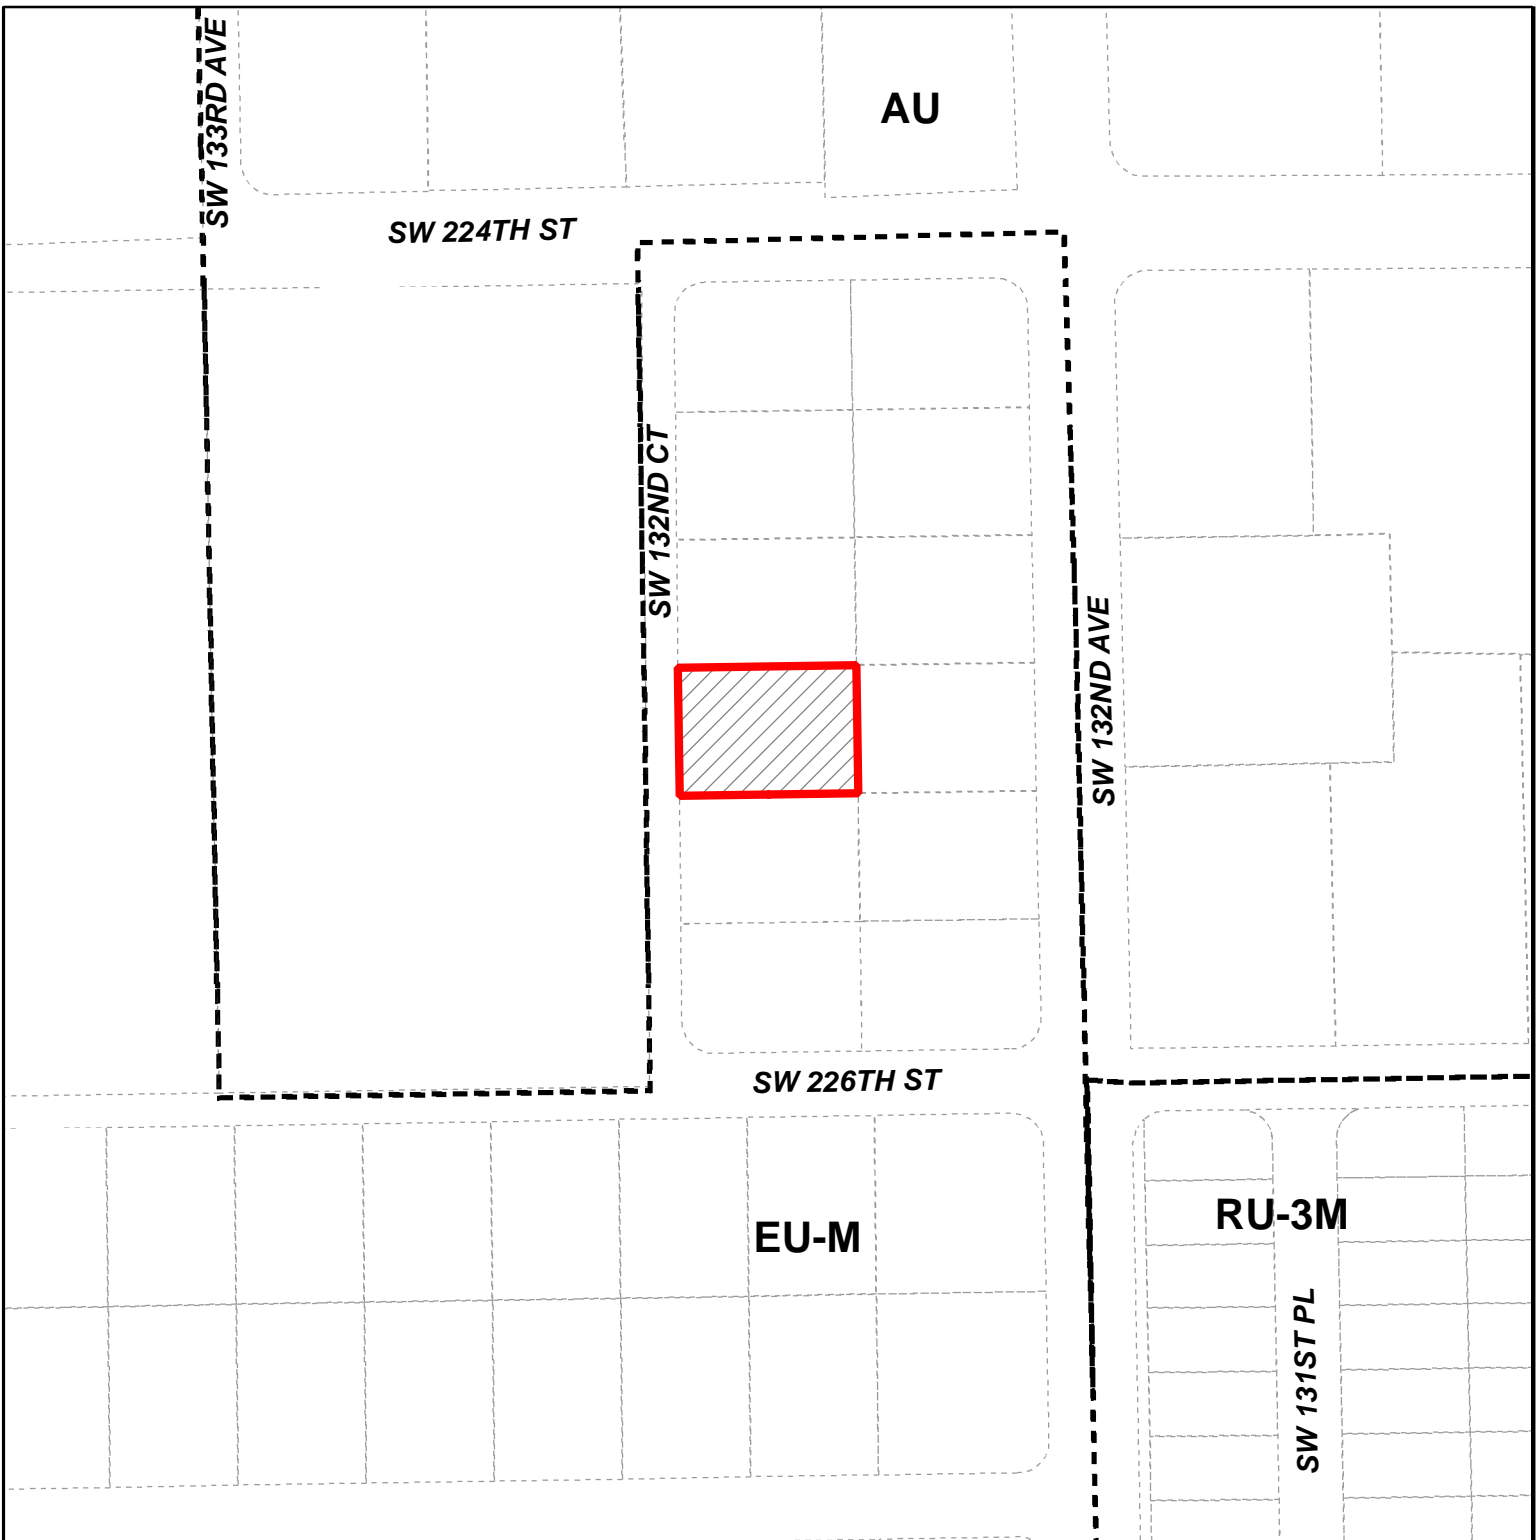 SW 133RD AVE
AU
SW 224TH ST
SW 132ND CT
SW 132ND AVE
SW 226TH ST
EU-M
RU-3M
SW 131ST PL